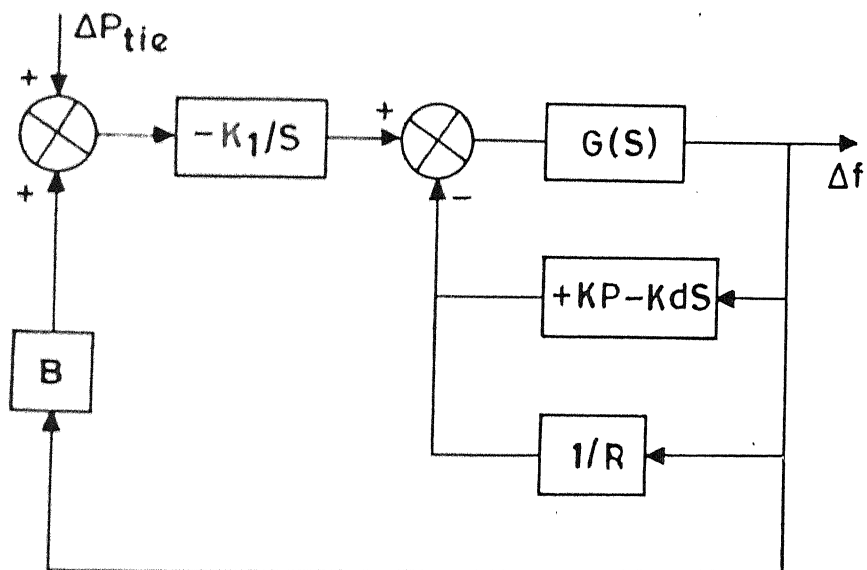 ΔPtie
+
+
-K1/S
+
-
G(S)
Δf
+KP-KdS
B
1/R